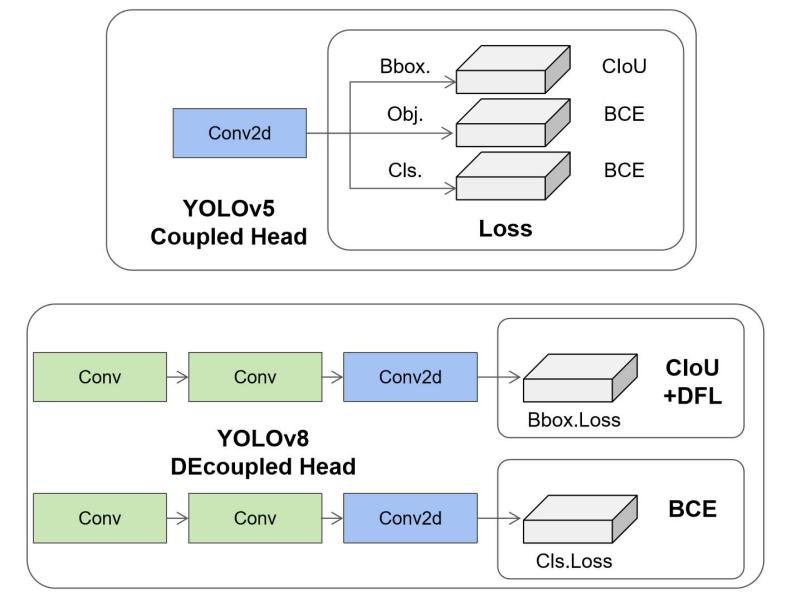 Bbox.
CIoU
Conv2d
Obj.
BCE
Cls.
BCE
YOLOv5
Coupled Head
Loss
Conv
Conv
Conv2d
CIoU
+DFL
Bbox.Loss
YOLOv8
DEcoupled Head
Conv
Conv
Conv2d
BCE
Cls.Loss